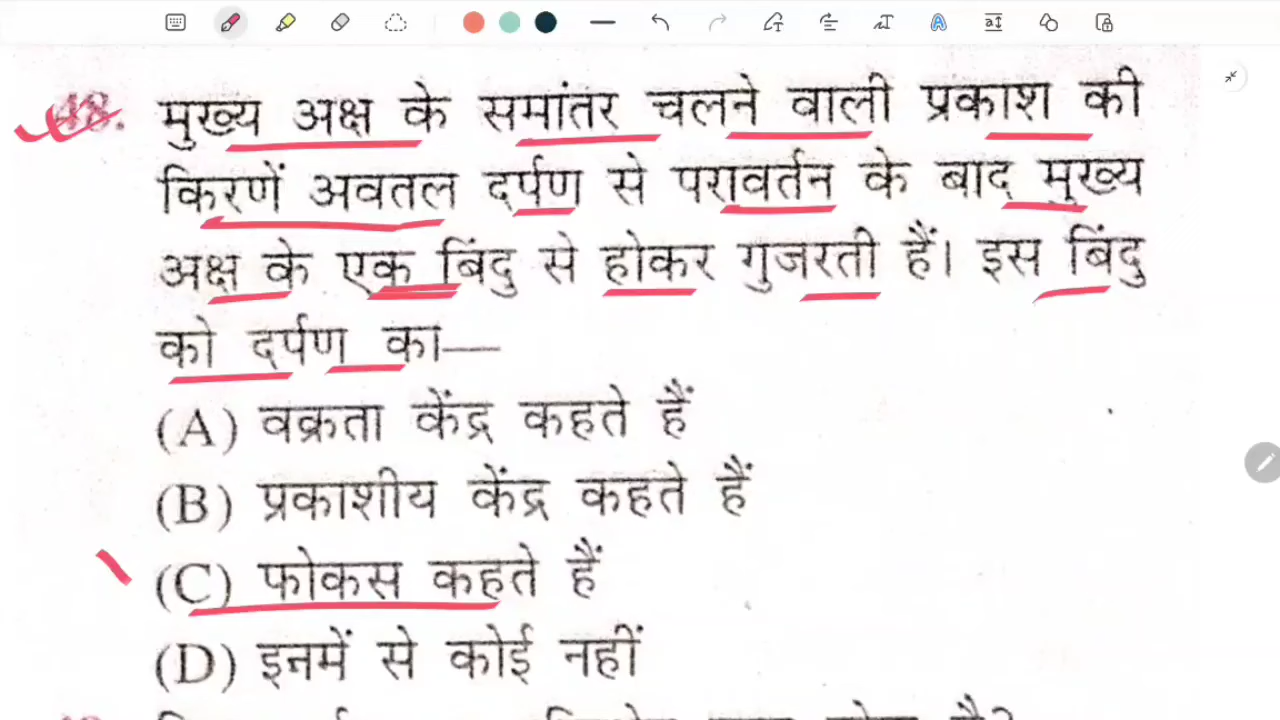 48. मुख्य अक्ष के समांतर चलने वाली प्रकाश की
किरणें अवतल दर्पण से परावर्तन के बाद मुख्य
अक्ष के एक बिंदु से होकर गुजरती हैं। इस बिंदु
को दर्पण का—
(A) वक्रता केंद्र कहते हैं
(B) प्रकाशीय केंद्र कहते हैं
(C) फोकस कहते हैं
(D) इनमें से कोई नहीं